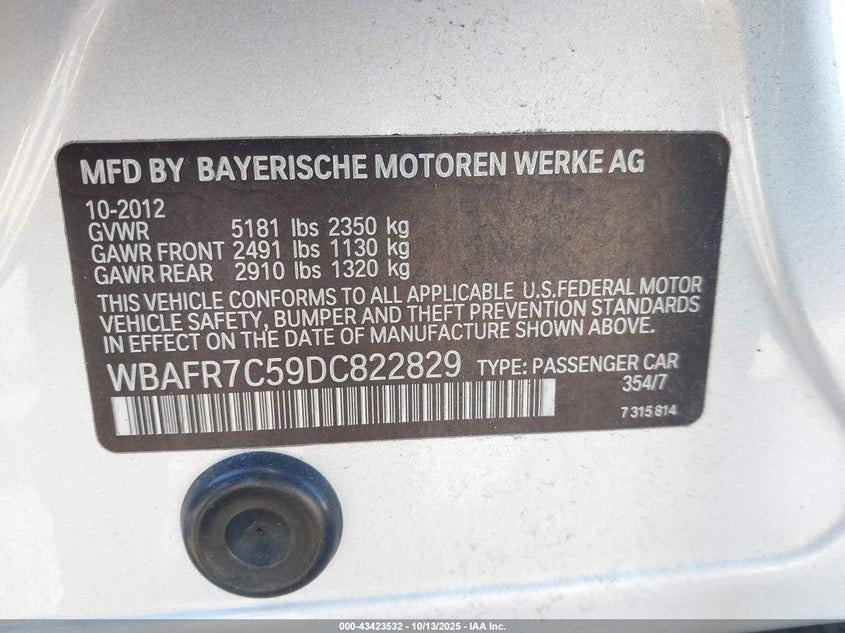 MFD BY BAYERISCHE MOTOREN WERKE AG
10-2012
GVWR 5181 lbs 2350 kg
GAWR FRONT 2491 lbs 1130 kg
GAWR REAR 2910 lbs 1320 kg
THIS VEHICLE CONFORMS TO ALL APPLICABLE U.S.FEDERAL MOTOR
VEHICLE SAFETY, BUMPER AND THEFT PREVENTION STANDARDS
IN EFFECT ON THE DATE OF MANUFACTURE SHOWN ABOVE.
WBAFR7C59DC822829 TYPE: PASSENGER CAR
354/7
7 315 814
000-43423532 - 10/13/2025 - IAA Inc.